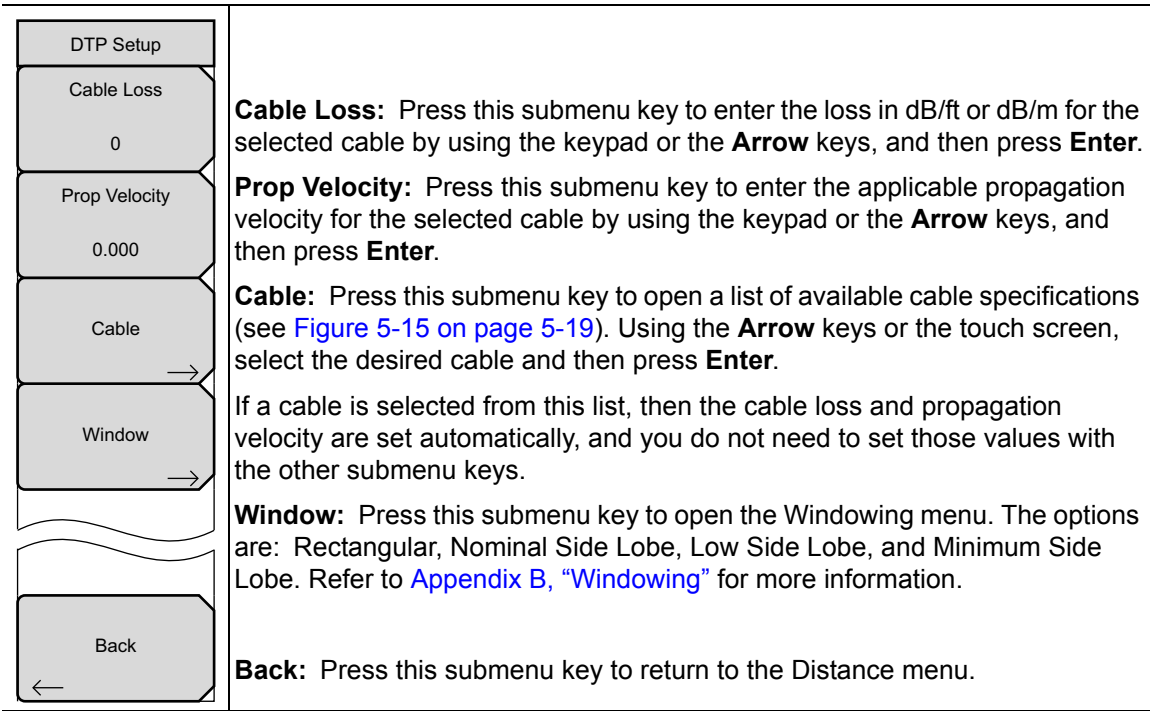 DTP Setup
Cable Loss
0
Prop Velocity
0.000
Cable
→
Window
→
Back
←
Cable Loss: Press this submenu key to enter the loss in dB/ft or dB/m for the
selected cable by using the keypad or the Arrow keys, and then press Enter.
Prop Velocity: Press this submenu key to enter the applicable propagation
velocity for the selected cable by using the keypad or the Arrow keys, and
then press Enter.
Cable: Press this submenu key to open a list of available cable specifications
(see Figure 5-15 on page 5-19). Using the Arrow keys or the touch screen,
select the desired cable and then press Enter.
If a cable is selected from this list, then the cable loss and propagation
velocity are set automatically, and you do not need to set those values with
the other submenu keys.
Window: Press this submenu key to open the Windowing menu. The options
are: Rectangular, Nominal Side Lobe, Low Side Lobe, and Minimum Side
Lobe. Refer to Appendix B, “Windowing” for more information.
Back: Press this submenu key to return to the Distance menu.